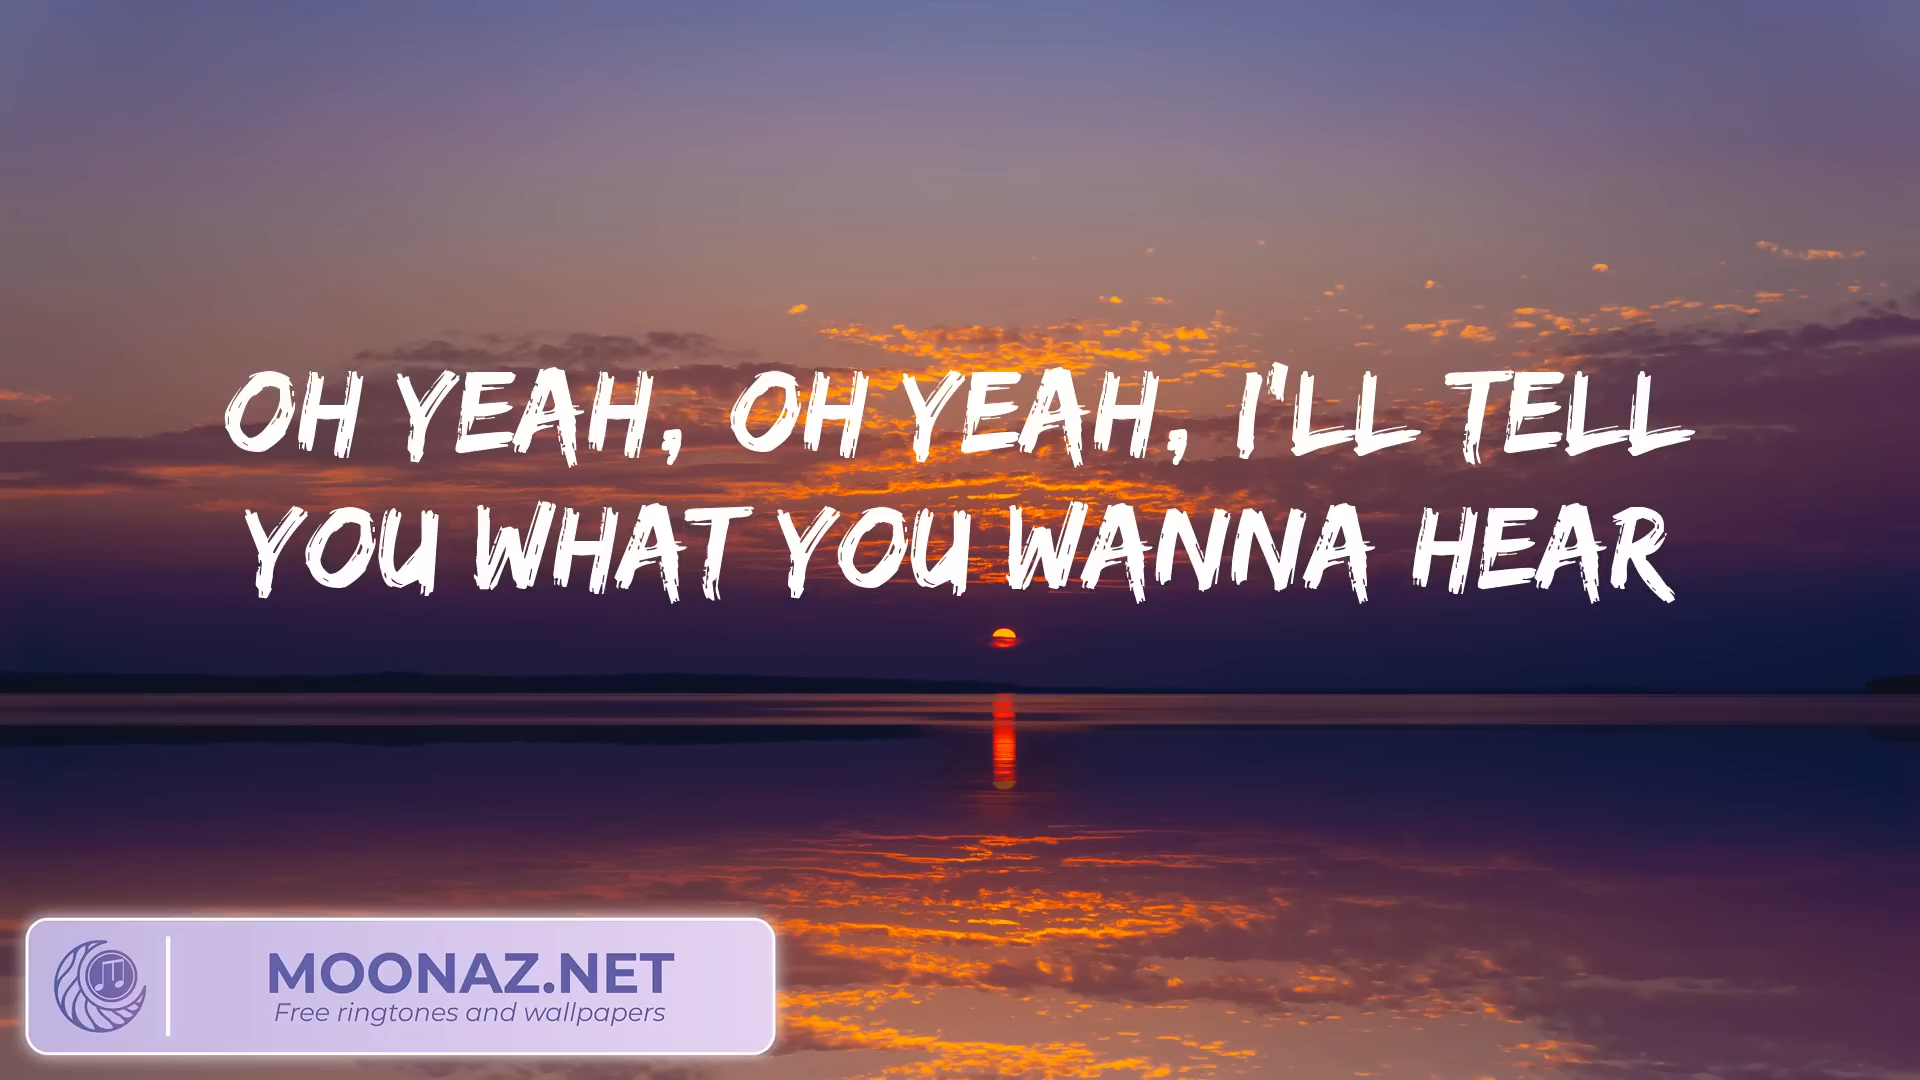 OH YEAH, OH YEAH, I'LL TELL
YOU WHAT YOU WANNA HEAR
MOONAZ.NET
Free ringtones and wallpapers